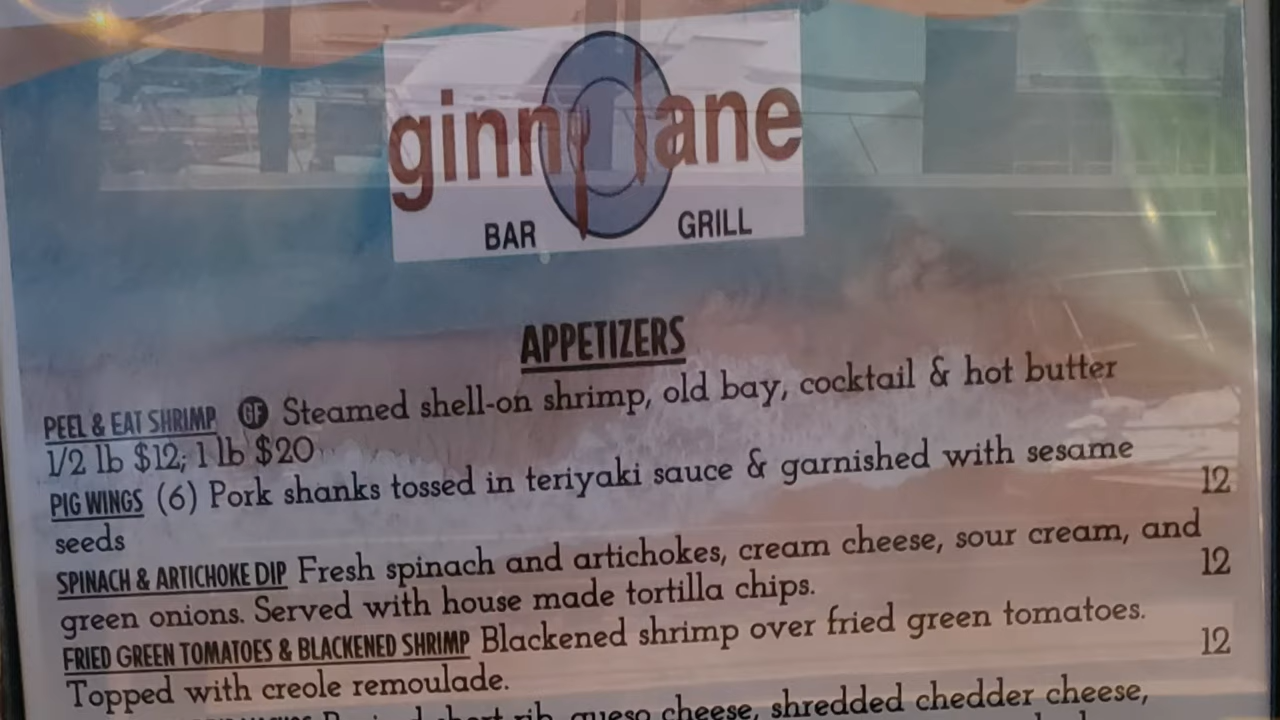 ginny lane
BAR GRILL
APPETIZERS
PEEL & EAT SHRIMP GF Steamed shell-on shrimp, old bay, cocktail & hot butter
1/2 lb $12; 1 lb $20
PIG WINGS (6) Pork shanks tossed in teriyaki sauce & garnished with sesame 12
seeds
SPINACH & ARTICHOKE DIP Fresh spinach and artichokes, cream cheese, sour cream, and 12
green onions. Served with house made tortilla chips.
FRIED GREEN TOMATOES & BLACKENED SHRIMP Blackened shrimp over fried green tomatoes. 12
Topped with creole remoulade.
short rib, queso cheese, shredded chedder cheese,